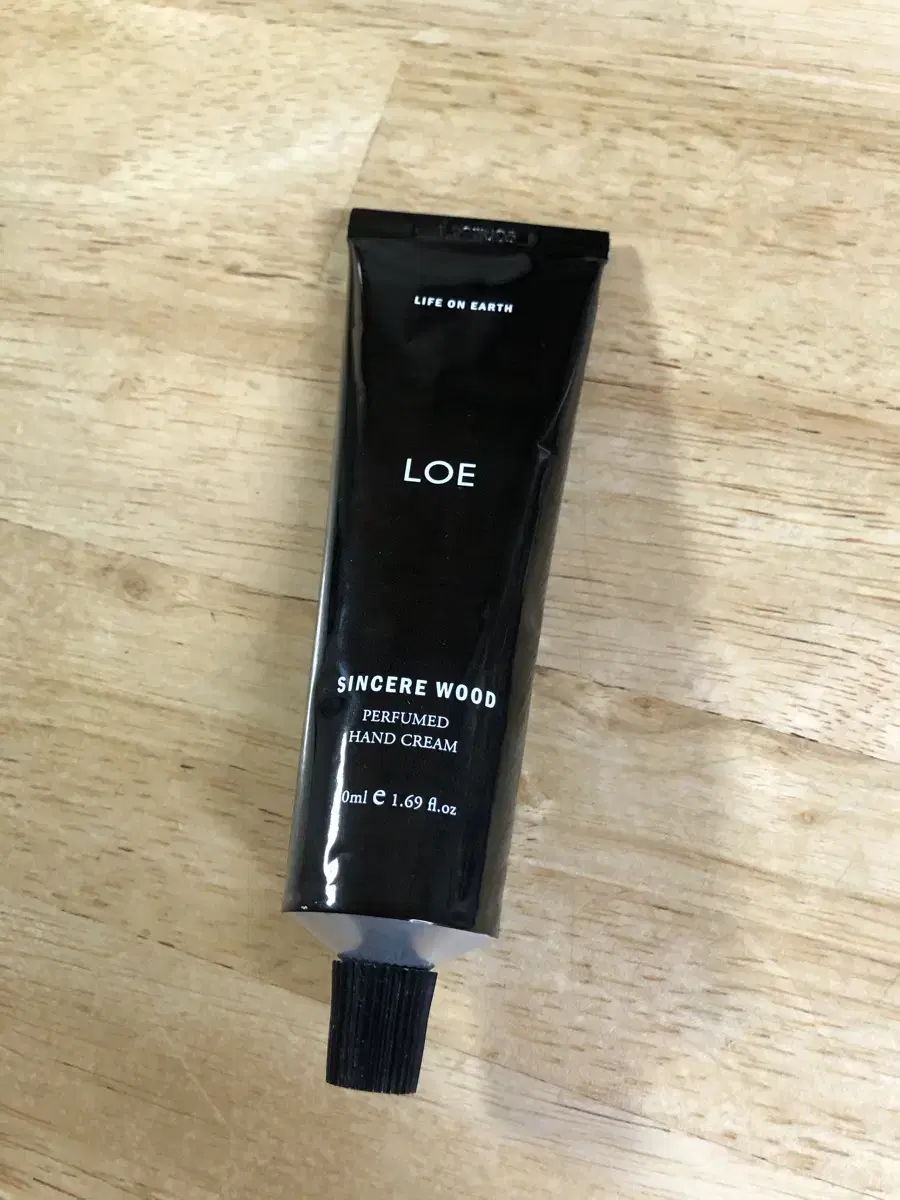 LIFE ON EARTH
LOE
SINCERE WOOD
PERFUMED
HAND CREAM
0ml e 1.69 fl.oz